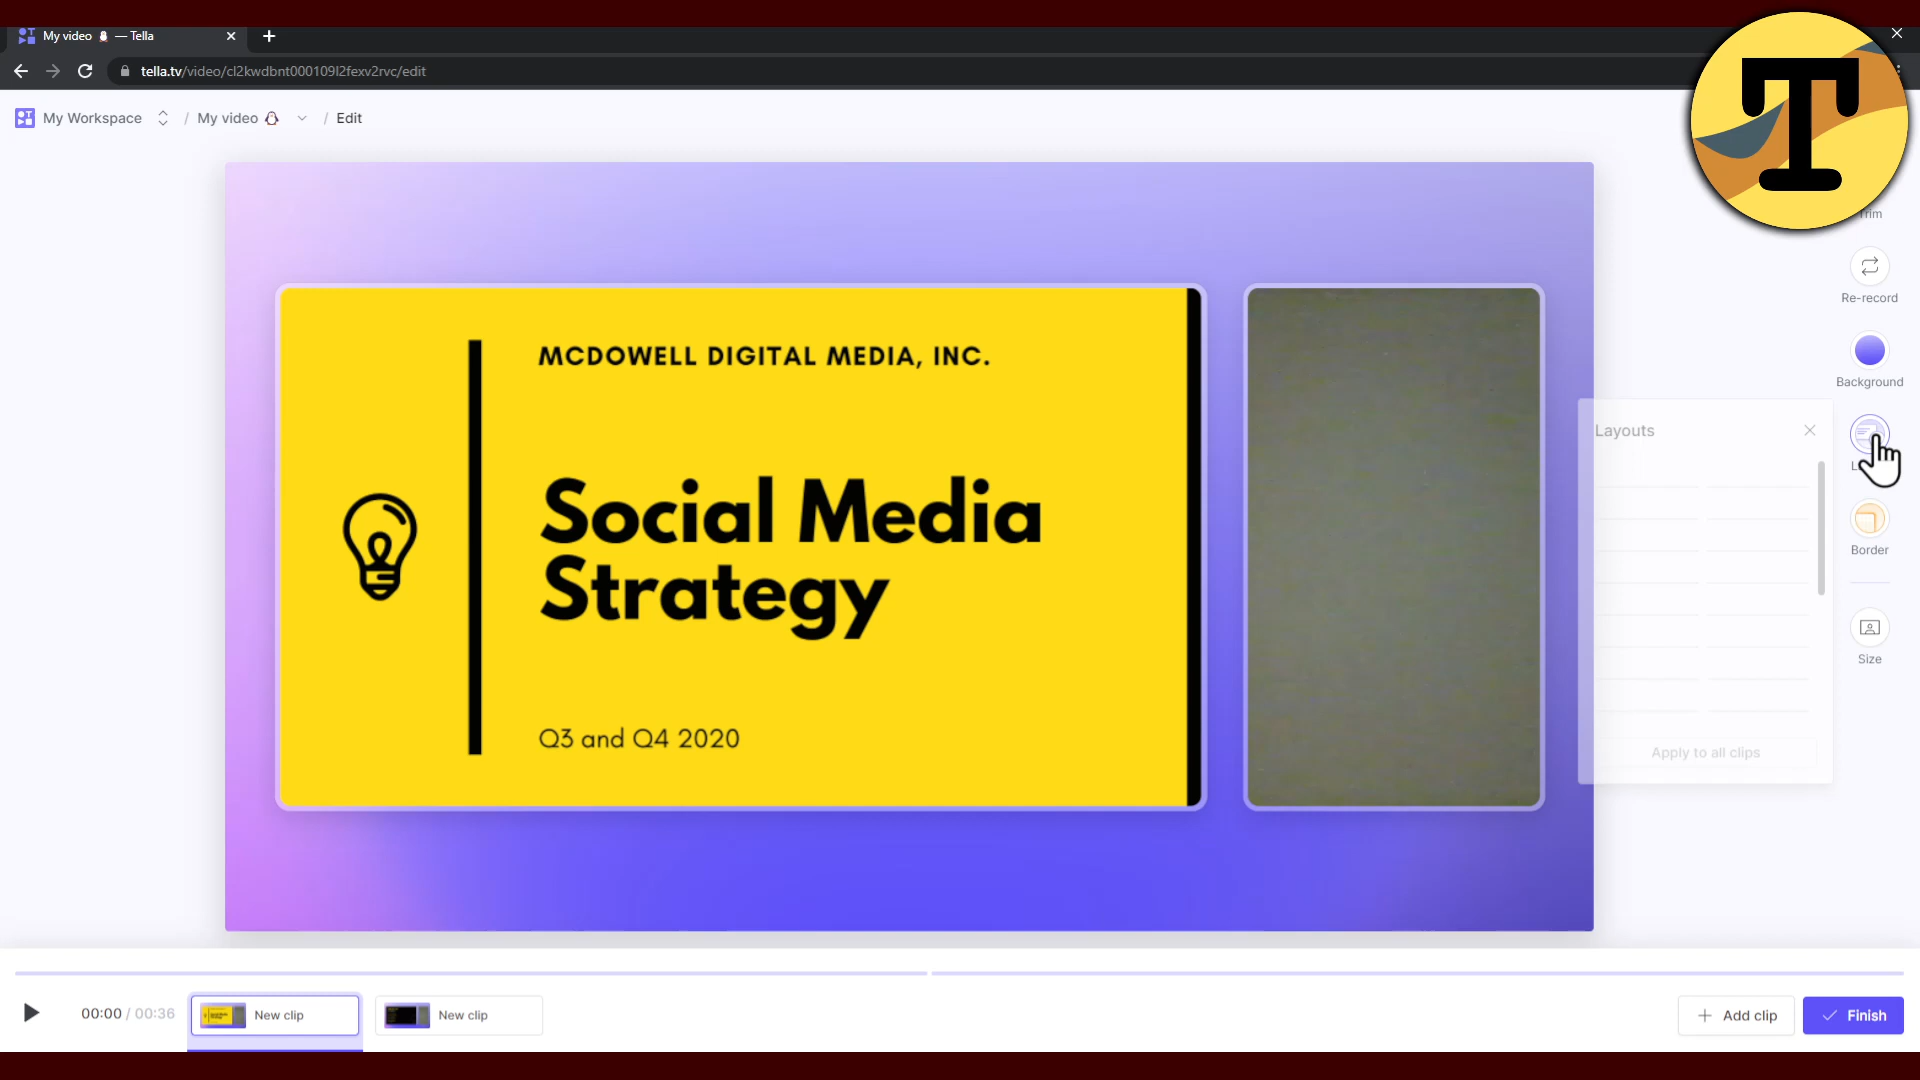 My video — Tella
tella.tv/video/cl2kwdbnt000109l2fexv2rvc/edit
My Workspace / My video / Edit
T
Trim
Re-record
Background
Layouts
Border
Size
Apply to all clips
MCDOWELL DIGITAL MEDIA, INC.
Social Media
Strategy
Q3 and Q4 2020
00:00 / 00:36
New clip
New clip
Add clip
Finish